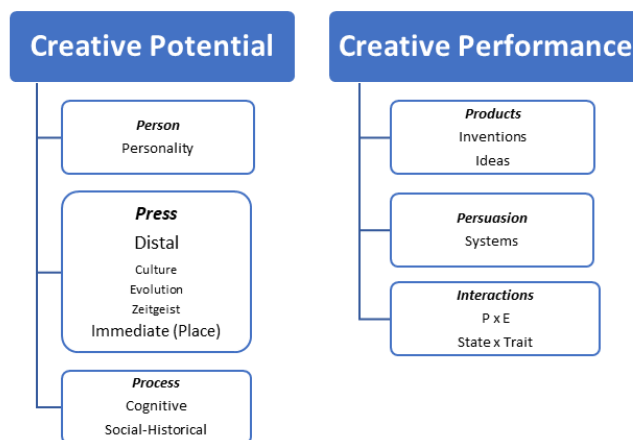 Creative Potential
Person
Personality
Press
Distal
Culture
Evolution
Zeitgeist
Immediate (Place)
Process
Cognitive
Social-Historical
Creative Performance
Products
Inventions
Ideas
Persuasion
Systems
Interactions
P x E
State x Trait